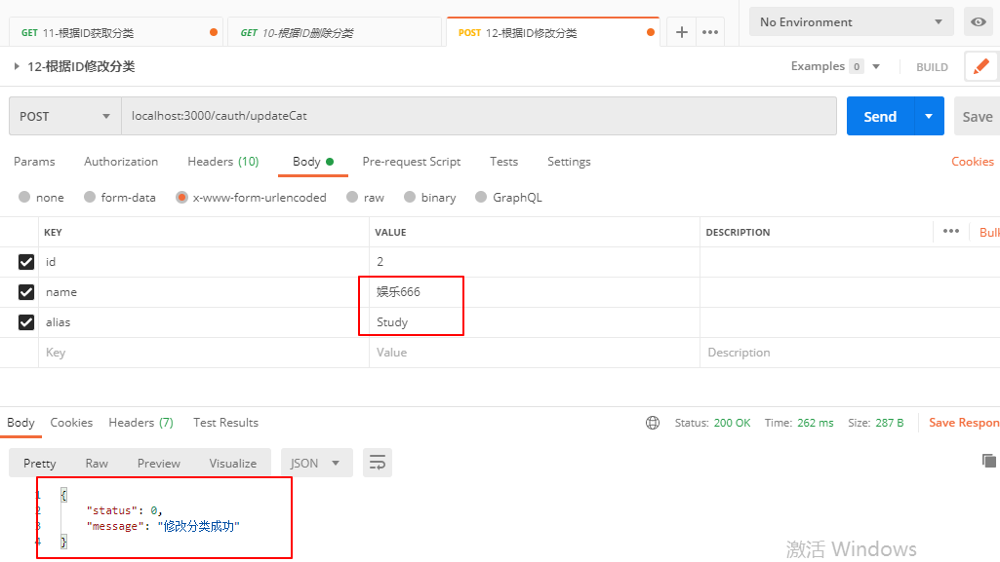 GET 11-根据ID获取分类 GET 10-根据ID删除分类 POST 12-根据ID修改分类 + ••• No Environment
12-根据ID修改分类 Examples 0 BUILD
POST localhost:3000/cauth/updateCat Send Save
Params Authorization Headers (10) Body Pre-request Script Tests Settings Cookies
none form-data x-www-form-urlencoded raw binary GraphQL
KEY VALUE DESCRIPTION ••• Bulk
id 2
name 娱乐666
alias Study
Key Value Description
Body Cookies Headers (7) Test Results Status: 200 OK Time: 262 ms Size: 287 B Save Respon
Pretty Raw Preview Visualize JSON
1 {
2 "status": 0,
3 "message": "修改分类成功"
4 }
激活 Windows